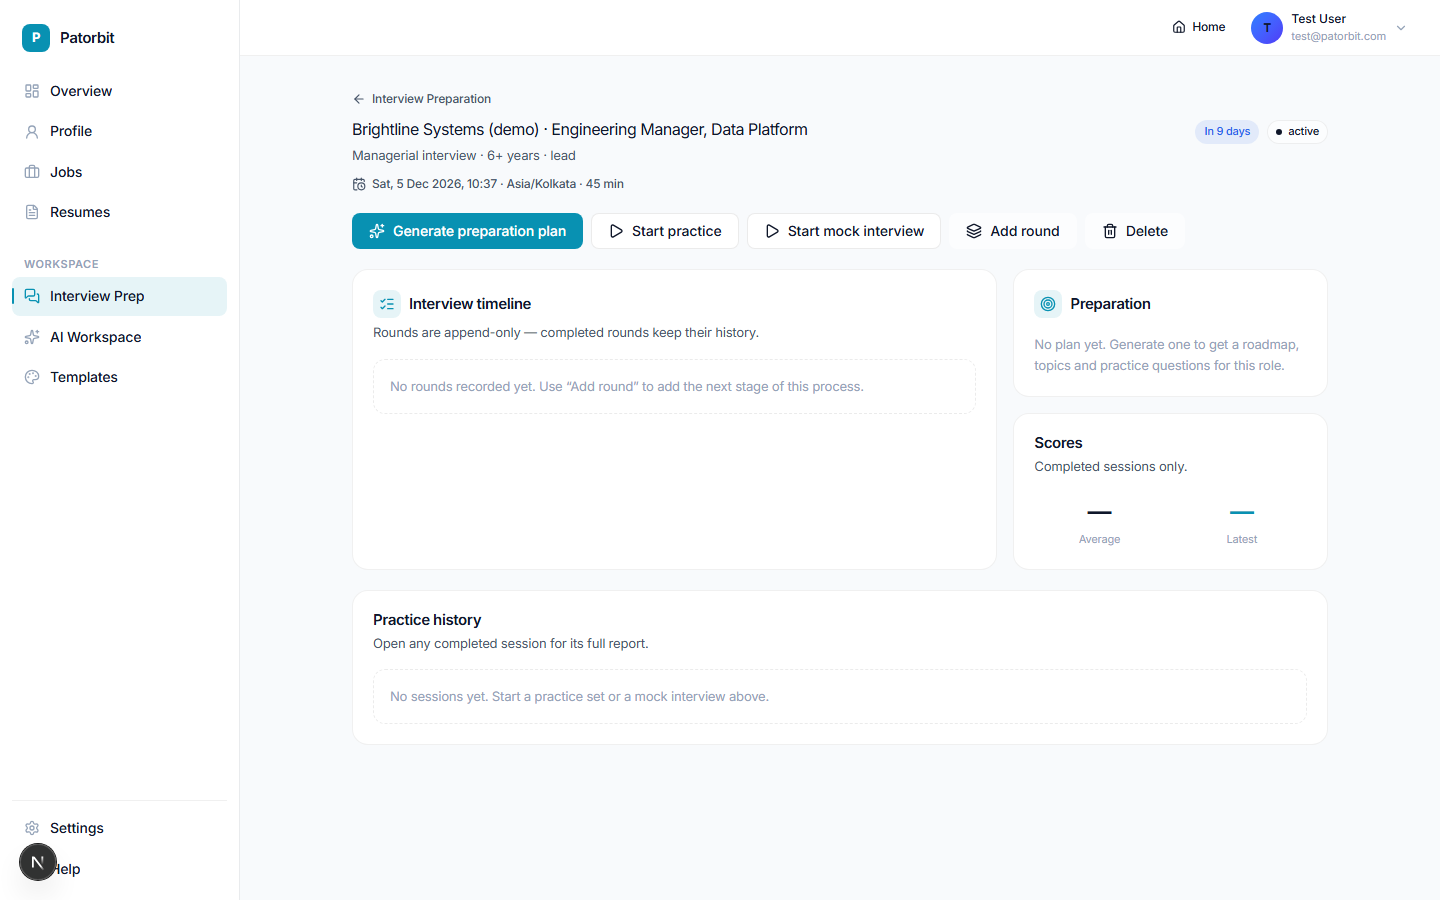 P Patorbit
Home
T
Test User
test@patorbit.com
Overview
Profile
Jobs
Resumes
WORKSPACE
Interview Prep
AI Workspace
Templates
Settings
Help
N
Interview Preparation
Brightline Systems (demo) · Engineering Manager, Data Platform
In 9 days
active
Managerial interview · 6+ years · lead
Sat, 5 Dec 2026, 10:37 · Asia/Kolkata · 45 min
Generate preparation plan
Start practice
Start mock interview
Add round
Delete
Interview timeline
Rounds are append-only — completed rounds keep their history.
No rounds recorded yet. Use “Add round” to add the next stage of this process.
Preparation
No plan yet. Generate one to get a roadmap,
topics and practice questions for this role.
Scores
Completed sessions only.
— —
Average Latest
Practice history
Open any completed session for its full report.
No sessions yet. Start a practice set or a mock interview above.